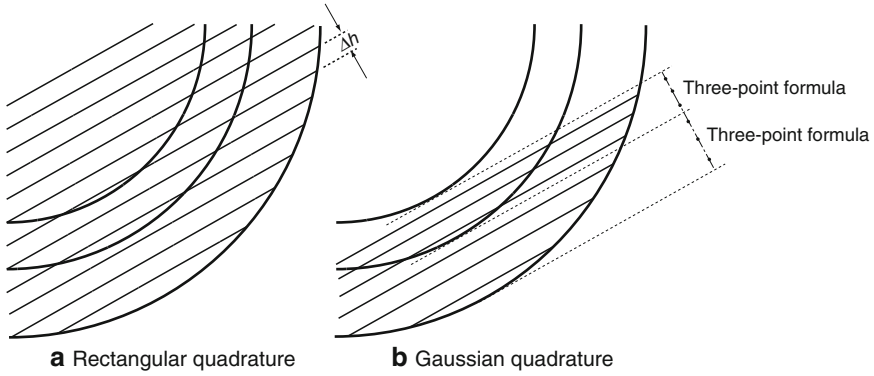 Δh
Three-point formula
Three-point formula
a Rectangular quadrature
b Gaussian quadrature